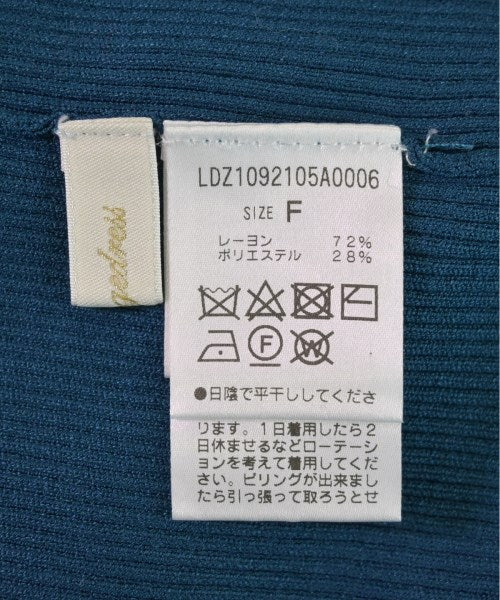 LDZ1092105A0006
SIZE F
レーヨン 72%
ポリエステル 28%
F
W
●日陰で平干ししてくださ
ります。1日着用したら2
日休ませるなどローテーシ
ョンを考えて着用してくだ
さい。ピリングが出来まし
たら引っ張って取ろうとせ